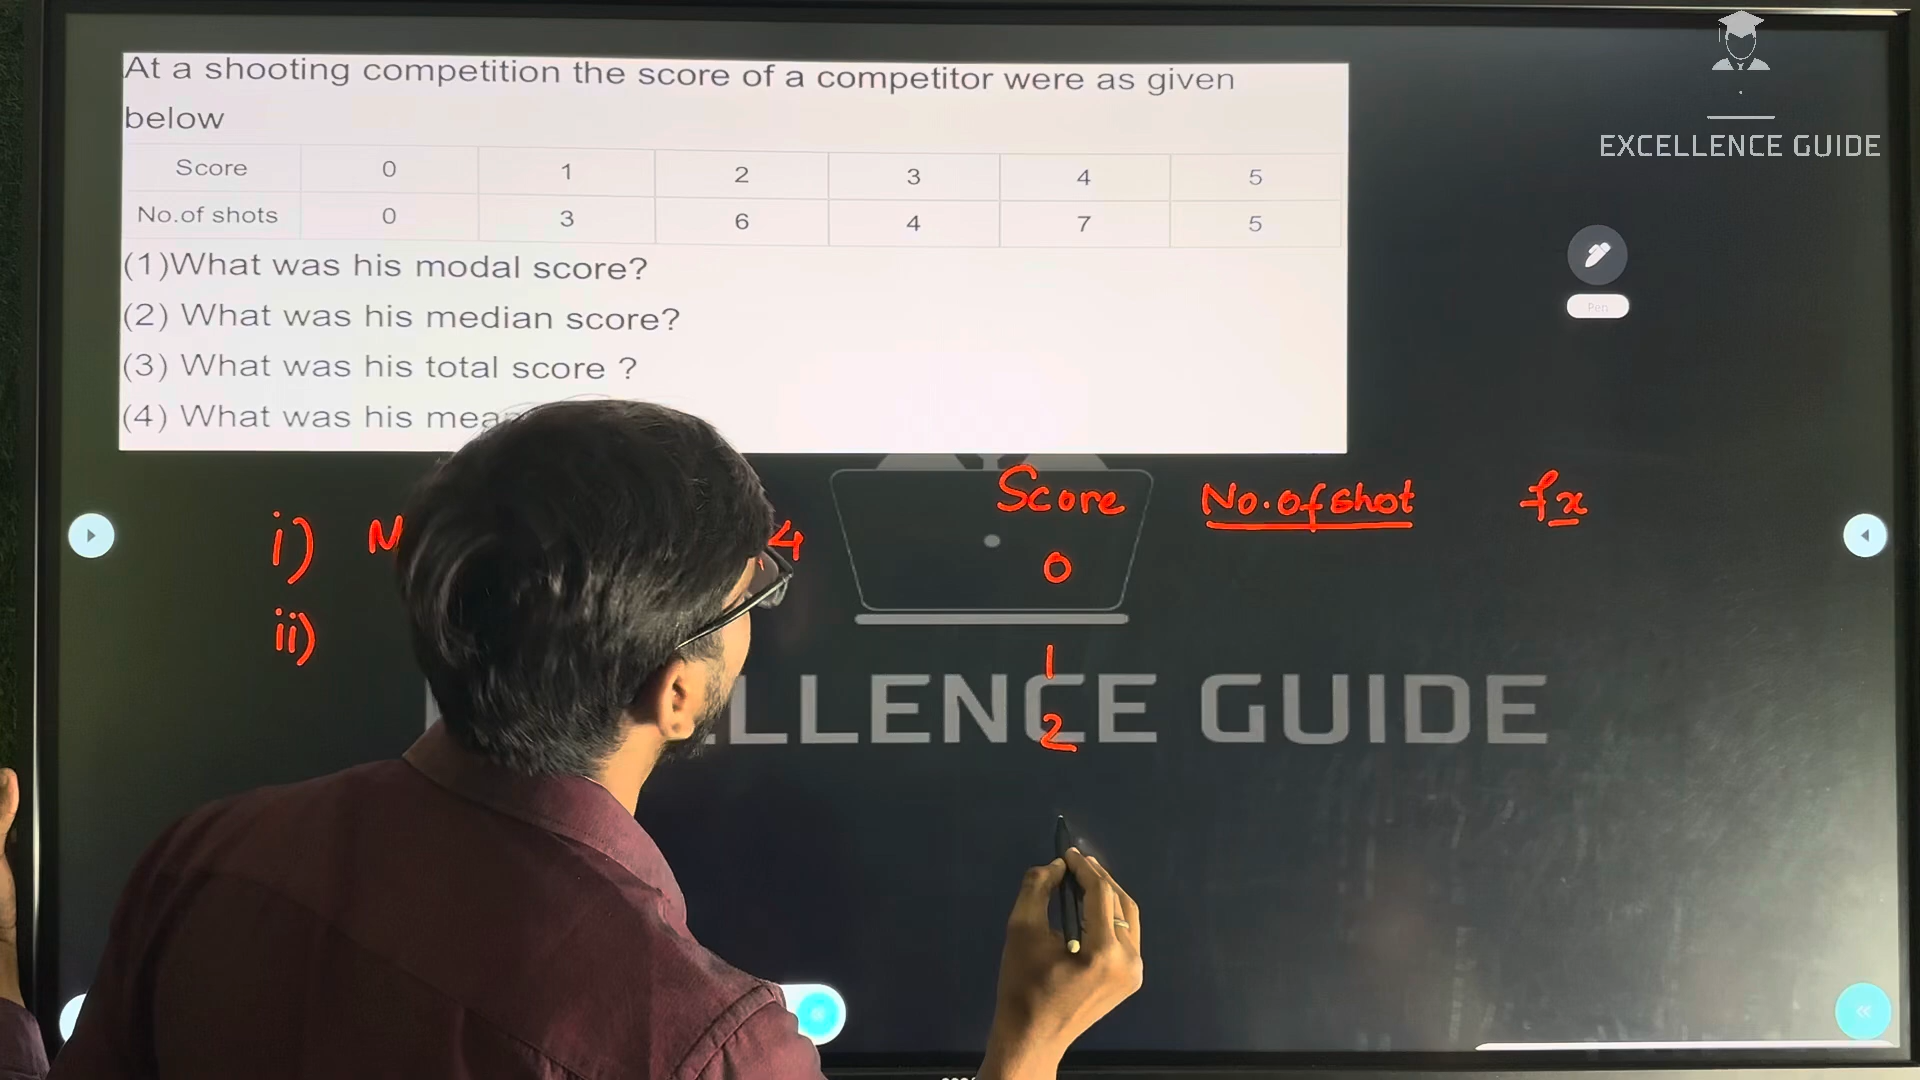 At a shooting competition the score of a competitor were as given
below
Score 0 1 2 3 4 5
No.of shots 0 3 6 4 7 5
(1)What was his modal score?
(2) What was his median score?
(3) What was his total score ?
(4) What was his
EXCELLENCE GUIDE
Pen
Score No.of shot fx
i) 4
0
ii)
1
2
GUIDE